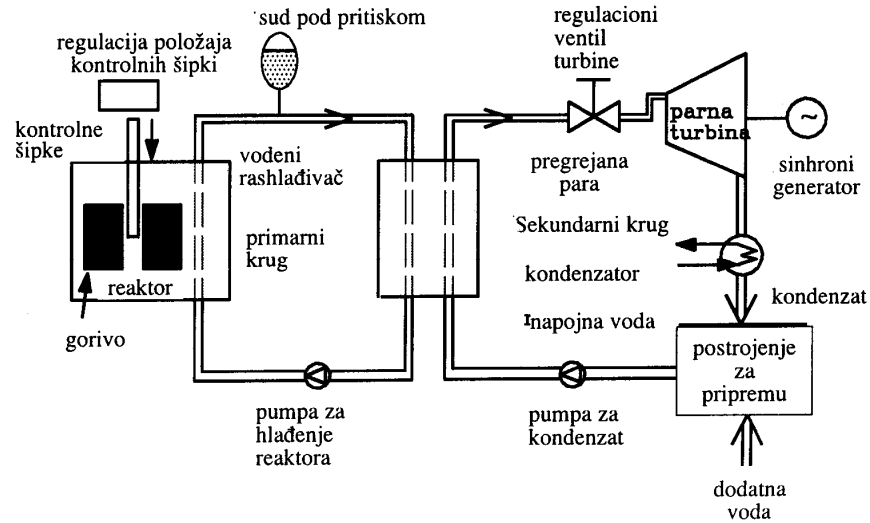 sud pod pritiskom
regulacija položaja
kontrolnih šipki
regulacioni
ventil
turbine
kontrolne
šipke
vodeni
rashlađivač
primarni
krug
reaktor
gorivo
pumpa za
hlađenje
reaktora
parna
turbina
~
sinhroni
generator
pregrejana
para
Sekundarni krug
kondenzator
kondenzat
Inapojna voda
postrojenje
za
pripremu
pumpa za
kondenzat
dodatna
voda